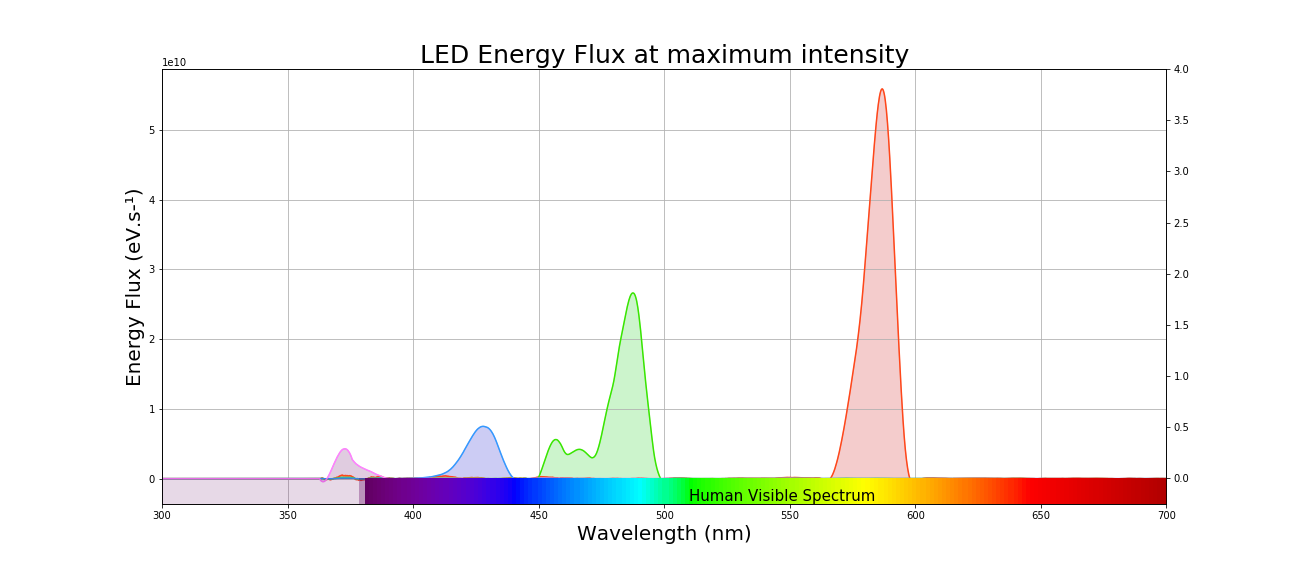 LED Energy Flux at maximum intensity
1e10
Energy Flux (eV.s-¹)
5
4
3
2
1
0
4.0
3.5
3.0
2.5
2.0
1.5
1.0
0.5
0.0
Human Visible Spectrum
300 350 400 450 500 550 600 650 700
Wavelength (nm)